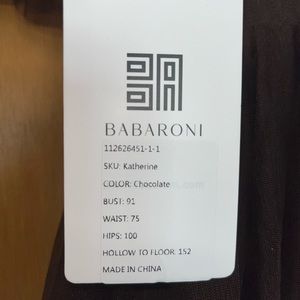 BABARONI
112626451-1-1
SKU: Katherine
COLOR: Chocolate
BUST: 91
WAIST: 75
HIPS: 100
HOLLOW TO FLOOR: 152
MADE IN CHINA